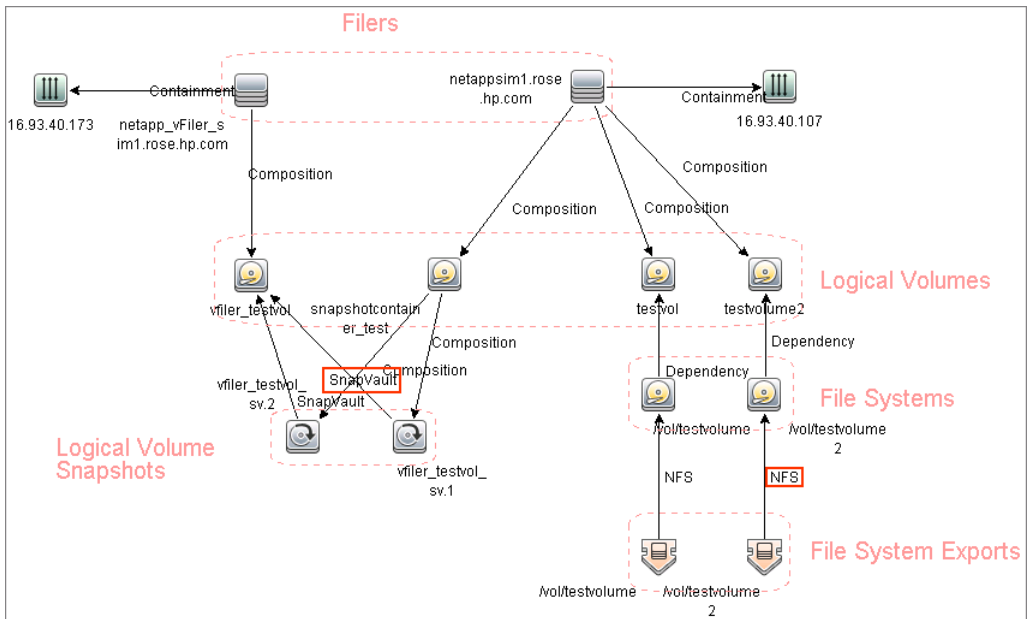 Filers
Containment
16.93.40.173
netapp_vFiler_s
im1.rose.hp.com
netappsim1.rose
.hp.com
Containment
16.93.40.107
Composition
Composition
Composition
Composition
Logical Volumes
vfiler_testvol
snapshotcontain
er_test
testvol
testvolume2
Composition
Dependency
Composition
SnapVault
Dependency
vfiler_testvol_
sv.2
SnapVault
File Systems
/vol/testvolume
/vol/testvolume
2
Logical Volume
Snapshots
vfiler_testvol_
sv.1
NFS
NFS
File System Exports
/vol/testvolume
/vol/testvolume
2